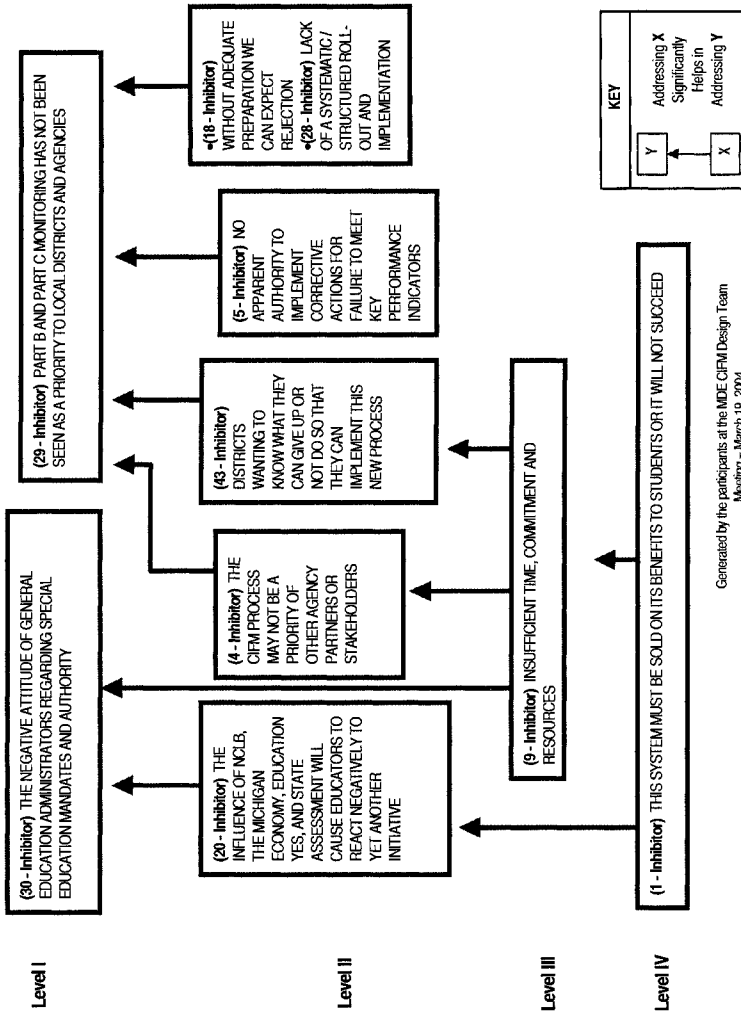 Level I
(30 - Inhibitor) THE NEGATIVE ATTITUDE OF GENERAL
EDUCATION ADMINISTRATORS REGARDING SPECIAL
EDUCATION MANDATES AND AUTHORITY
(29 - Inhibitor) PART B AND PART C MONITORING HAS NOT BEEN
SEEN AS A PRIORITY TO LOCAL DISTRICTS AND AGENCIES
Level II
(20 - Inhibitor) THE
INFLUENCE OF NCLB,
THE MICHIGAN
ECONOMY, EDUCATION
YES, AND STATE
ASSESSMENT WILL
CAUSE EDUCATORS TO
REACT NEGATIVELY TO
YET ANOTHER
INITIATIVE
(4 - Inhibitor) THE
CIFM PROCESS
MAY NOT BE A
PRIORITY OF
OTHER AGENCY
PARTNERS OR
STAKEHOLDERS
(43 - Inhibitor)
DISTRICTS
WANTING TO
KNOW WHAT THEY
CAN GIVE UP OR
NOT DO SO THAT
THEY CAN
IMPLEMENT THIS
NEW PROCESS
(5 - Inhibitor) NO
APPARENT
AUTHORITY TO
IMPLEMENT
CORRECTIVE
ACTIONS FOR
FAILURE TO MEET
KEY
PERFORMANCE
INDICATORS
•(18 - Inhibitor)
WITHOUT ADEQUATE
PREPARATION WE
CAN EXPECT
REJECTION
•(28 - Inhibitor) LACK
OF A SYSTEMATIC /
STRUCTURED ROLL-
OUT AND
IMPLEMENTATION
Level III
(9 - Inhibitor) INSUFFICIENT TIME, COMMITMENT AND
RESOURCES
Level IV
(1 - Inhibitor) THIS SYSTEM MUST BE SOLD ON ITS BENEFITS TO STUDENTS OR IT WILL NOT SUCCEED
KEY
Y
X
Addressing X
Significantly
Helps in
Addressing Y
Generated by the participants at the MDE CIFM Design Team
Meeting – March 19, 2004